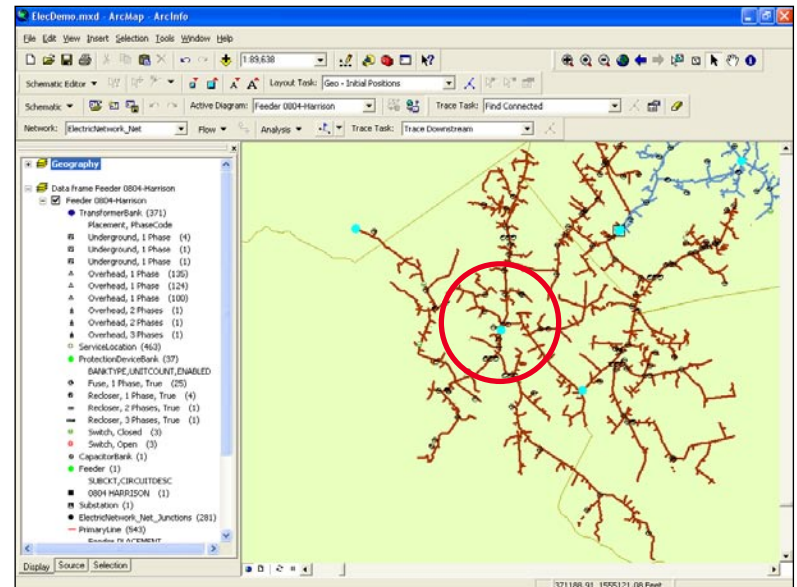 ElecDemo.mxd - ArcMap - ArcInfo
File Edit View Insert Selection Tools Window Help
1:89,638
Schematic Editor Layout Task: Geo - Initial Positions
Schematic Active Diagram: Feeder 0804-Harrison Trace Task: Find Connected
Network: ElectricNetwork_Net Flow Analysis Trace Task: Trace Downstream
Geography
Data frame Feeder 0804-Harrison
Feeder 0804-Harrison
TransformerBank (371)
Placement, PhaseCode
Underground, 1 Phase (4)
Underground, 1 Phase (1)
Underground, 1 Phase (1)
Overhead, 1 Phase (135)
Overhead, 1 Phase (124)
Overhead, 1 Phase (100)
Overhead, 2 Phases (1)
Overhead, 2 Phases (1)
Overhead, 3 Phases (1)
ServiceLocation (463)
ProtectionDeviceBank (37)
BANKTYPE,UNITCOUNT,ENABLED
Fuse, 1 Phase, True (25)
Recloser, 1 Phase, True (4)
Recloser, 2 Phases, True (1)
Recloser, 3 Phases, True (1)
Switch, Closed (3)
Switch, Open (3)
CapacitorBank (1)
Feeder (1)
SUBCKT,CIRCUITDESC
0804 HARRISON (1)
Substation (1)
ElectricNetwork_Net_Junctions (281)
PrimaryLine (543)
Display Source Selection
371188.91 1555121.08 Feet